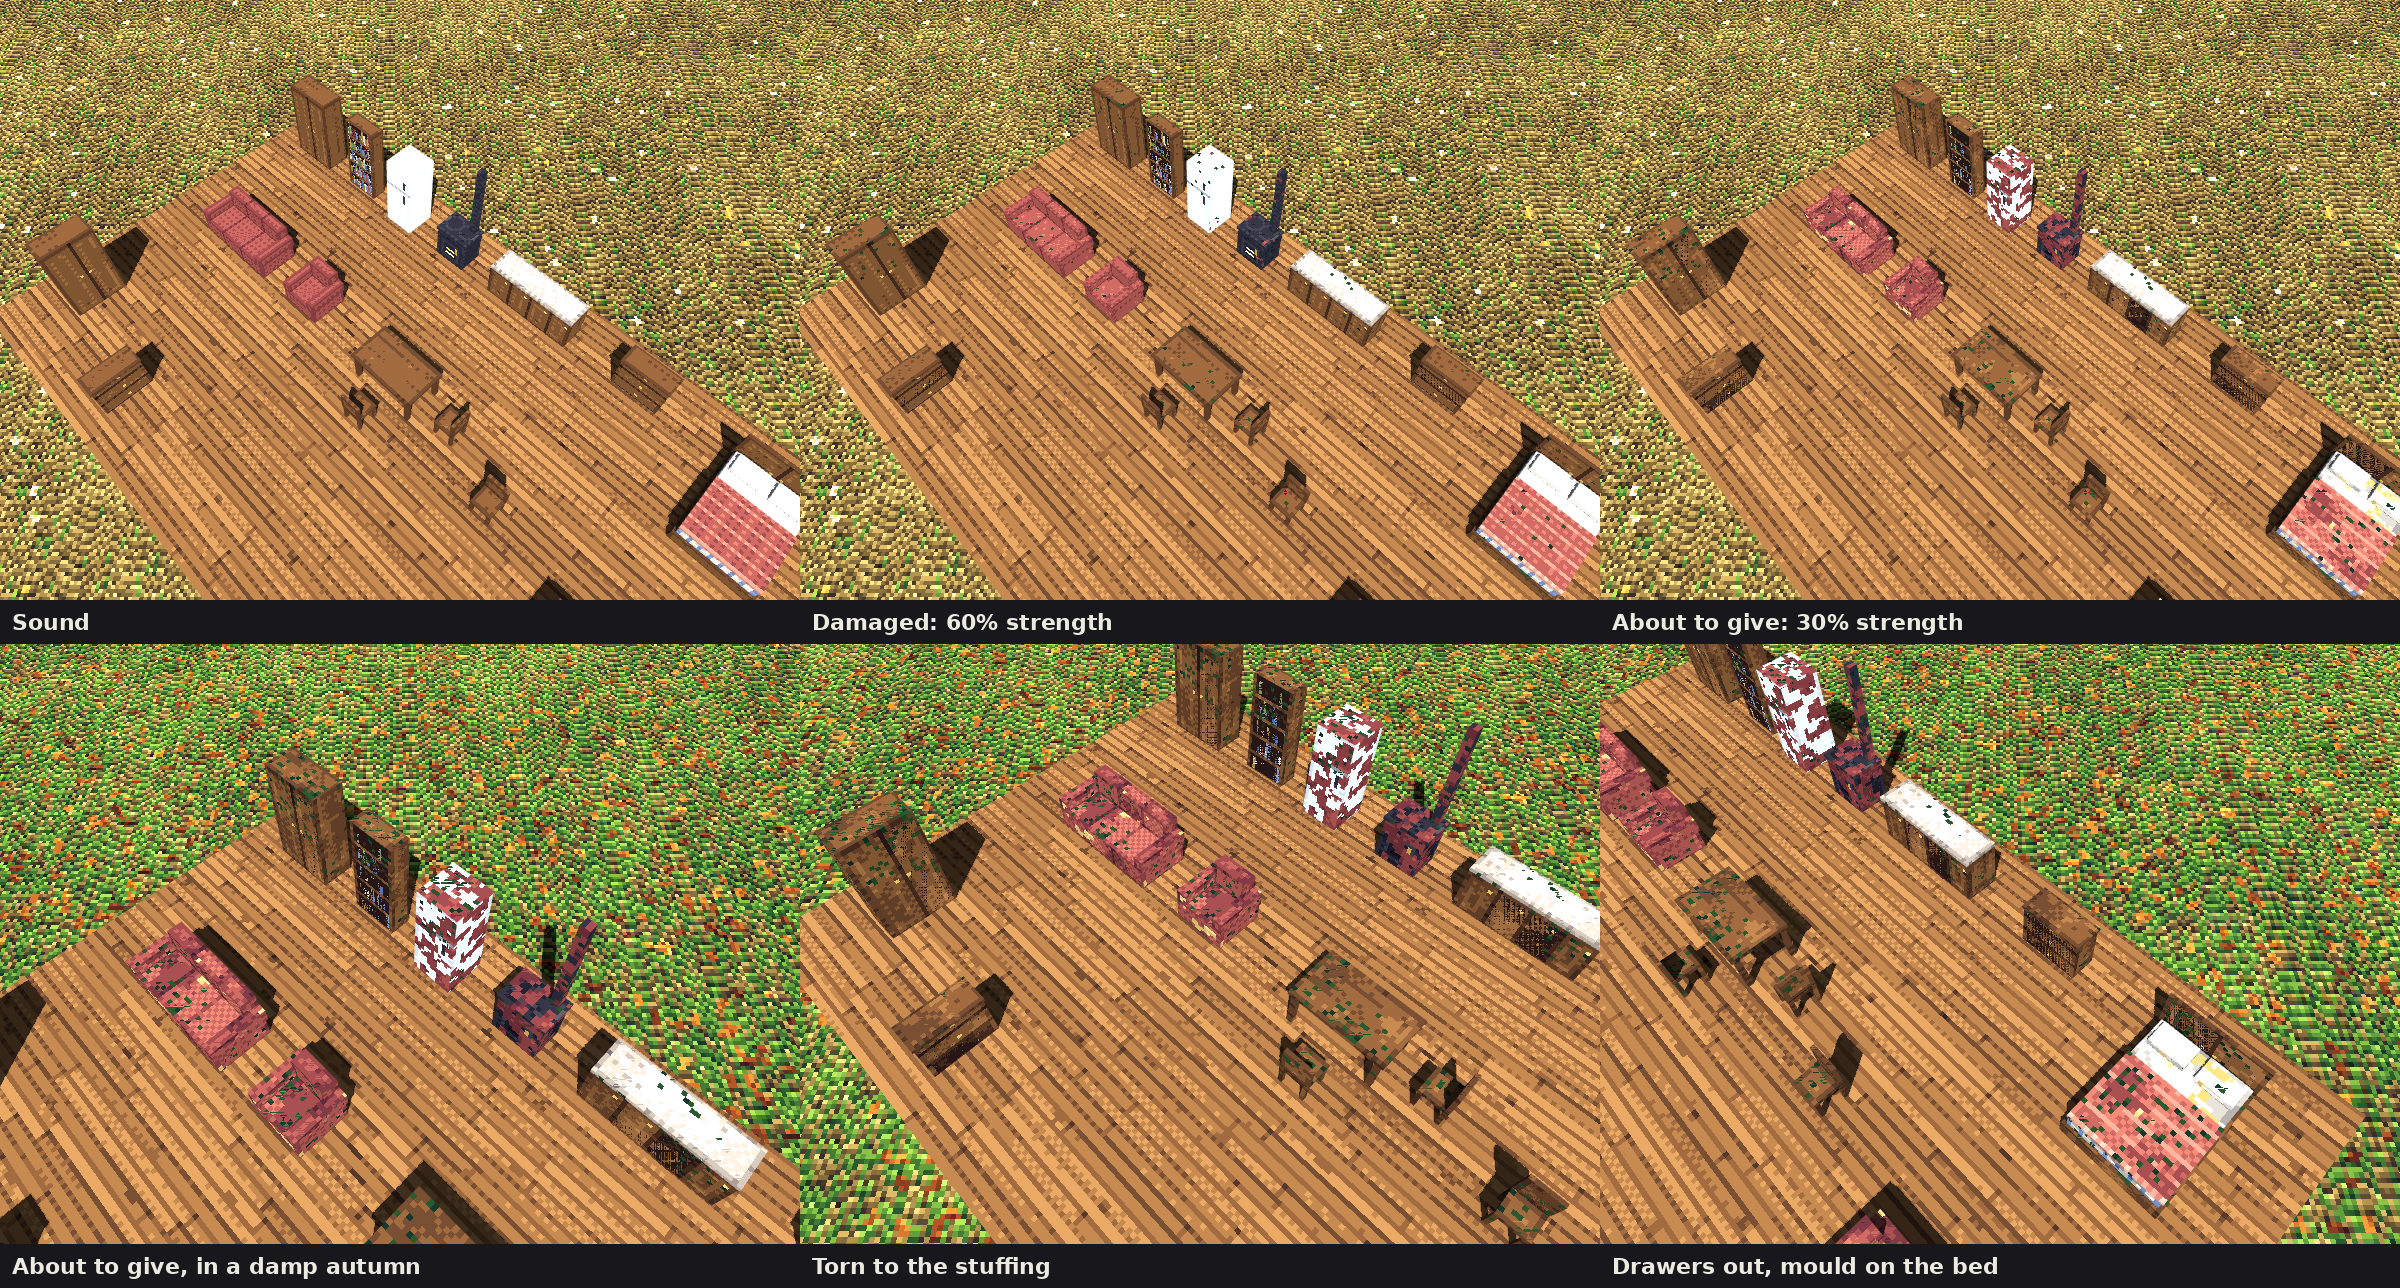 Sound
Damaged: 60% strength
About to give: 30% strength
About to give, in a damp autumn
Torn to the stuffing
Drawers out, mould on the bed